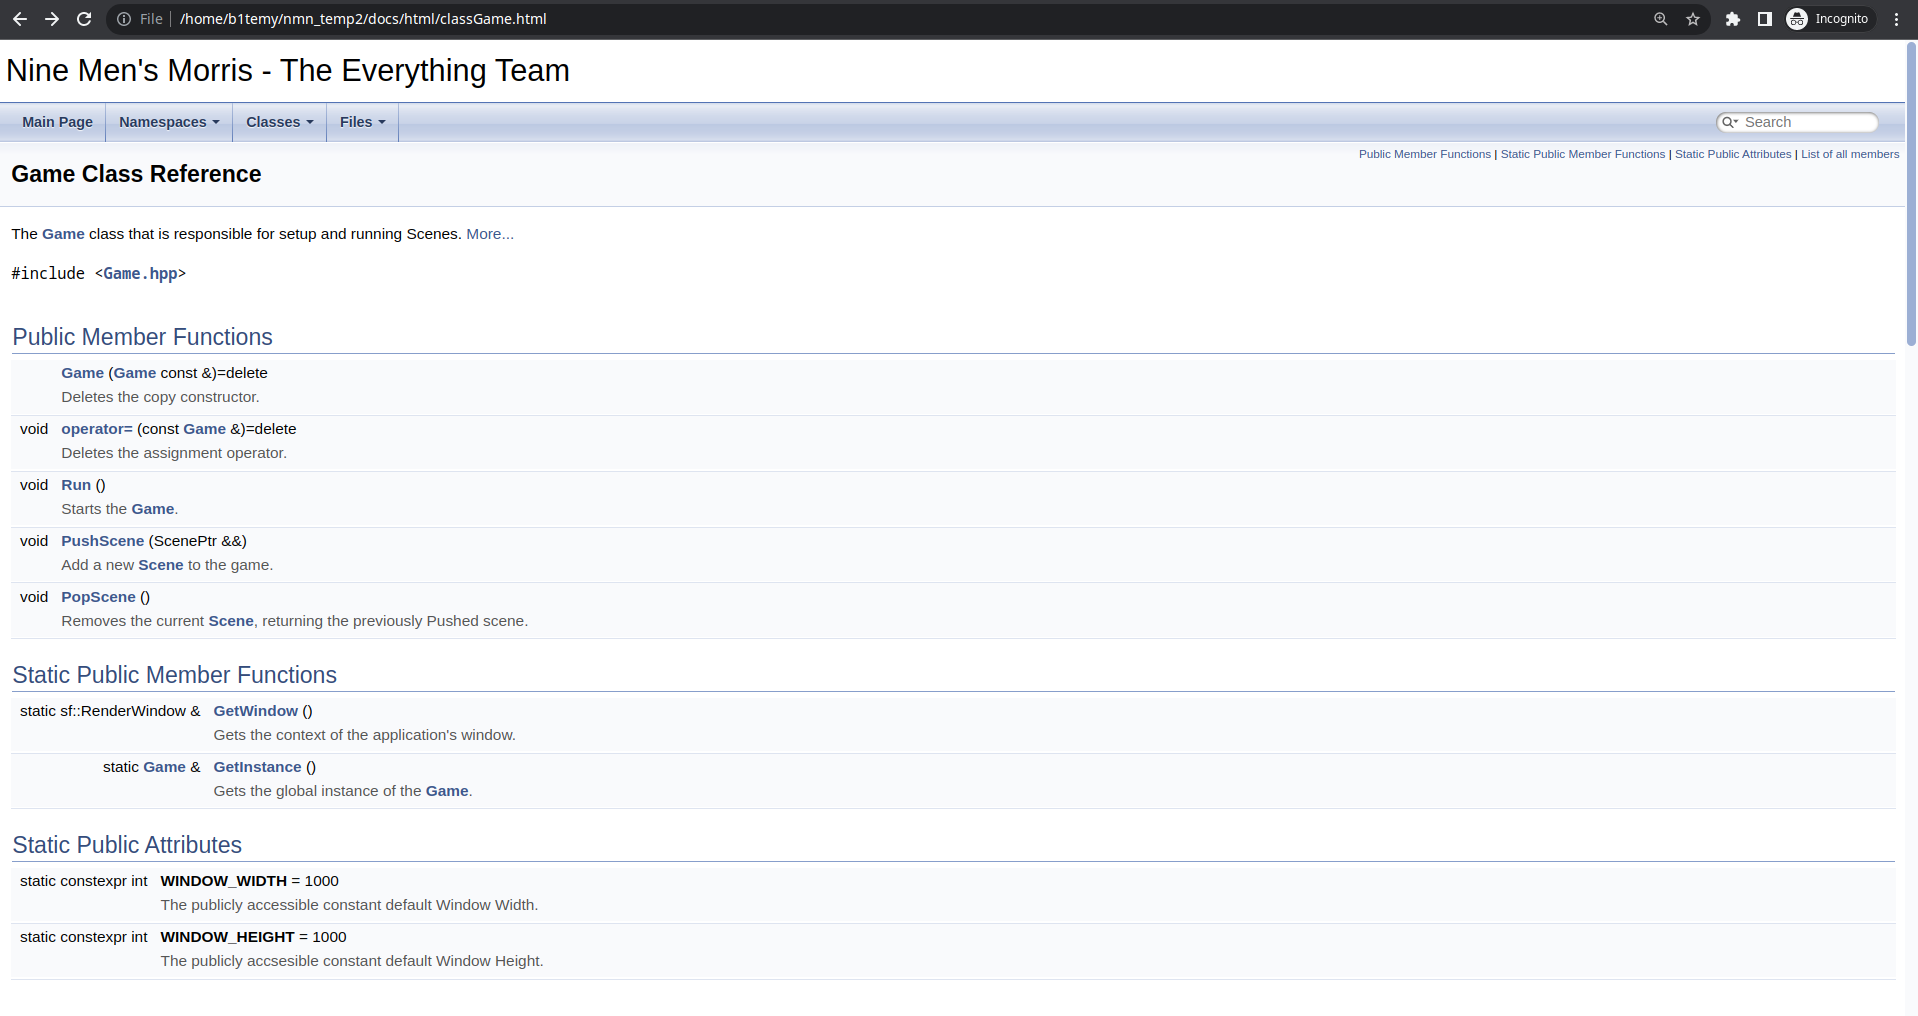 File | /home/b1temy/nmn_temp2/docs/html/classGame.html Incognito
Nine Men's Morris - The Everything Team
Main Page Namespaces Classes Files Search
Public Member Functions | Static Public Member Functions | Static Public Attributes | List of all members
Game Class Reference
The Game class that is responsible for setup and running Scenes. More...
#include <Game.hpp>
Public Member Functions
Game (Game const &)=delete
Deletes the copy constructor.
void operator= (const Game &)=delete
Deletes the assignment operator.
void Run ()
Starts the Game.
void PushScene (ScenePtr &&)
Add a new Scene to the game.
void PopScene ()
Removes the current Scene, returning the previously Pushed scene.
Static Public Member Functions
static sf::RenderWindow & GetWindow ()
Gets the context of the application's window.
static Game & GetInstance ()
Gets the global instance of the Game.
Static Public Attributes
static constexpr int WINDOW_WIDTH = 1000
The publicly accessible constant default Window Width.
static constexpr int WINDOW_HEIGHT = 1000
The publicly accsesible constant default Window Height.